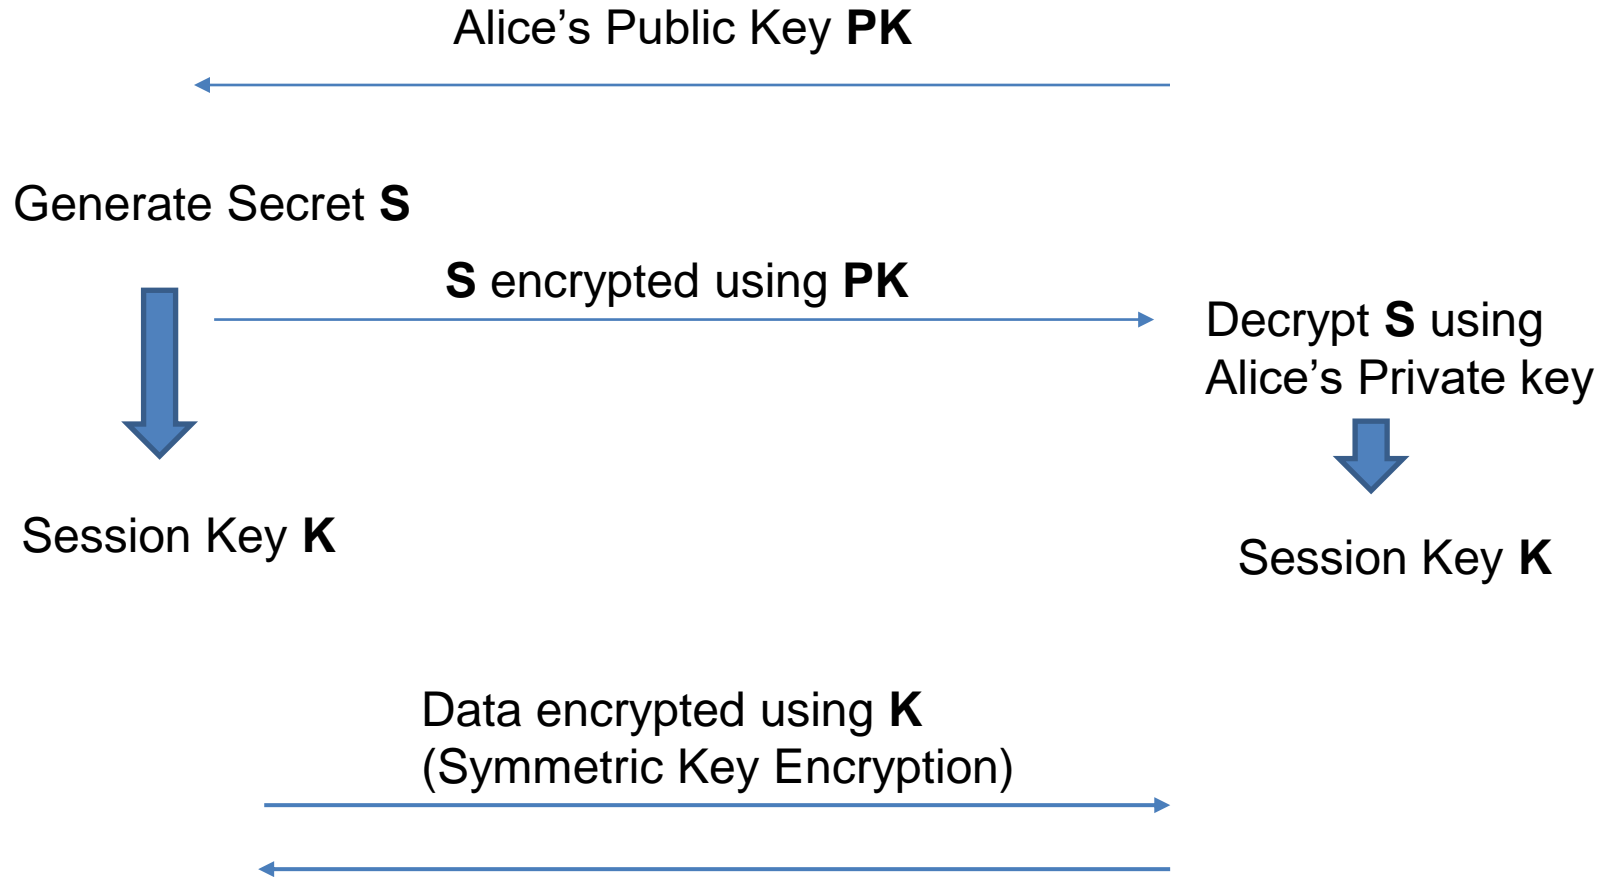 Alice’s Public Key PK
Generate Secret S
S encrypted using PK
Decrypt S using
Alice’s Private key
Session Key K
Session Key K
Data encrypted using K
(Symmetric Key Encryption)